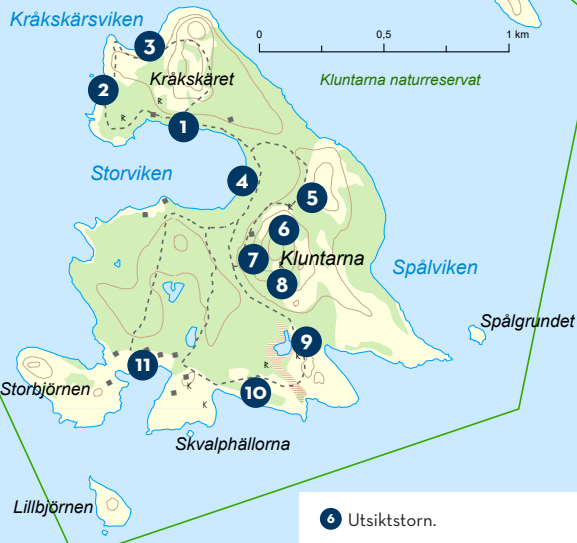 Kråkskärsviken
3
0 0,5 1 km
Kråkskäret
Kluntarna naturreservat
2
R
1
Storviken
4
5
R
6
7
Kluntarna
8
Spålviken
Spålgrundet
9
R
R
11
Storbjörnen
K
10
K
Skvalphällorna
Lillbjörnen
6 Utsiktstorn.